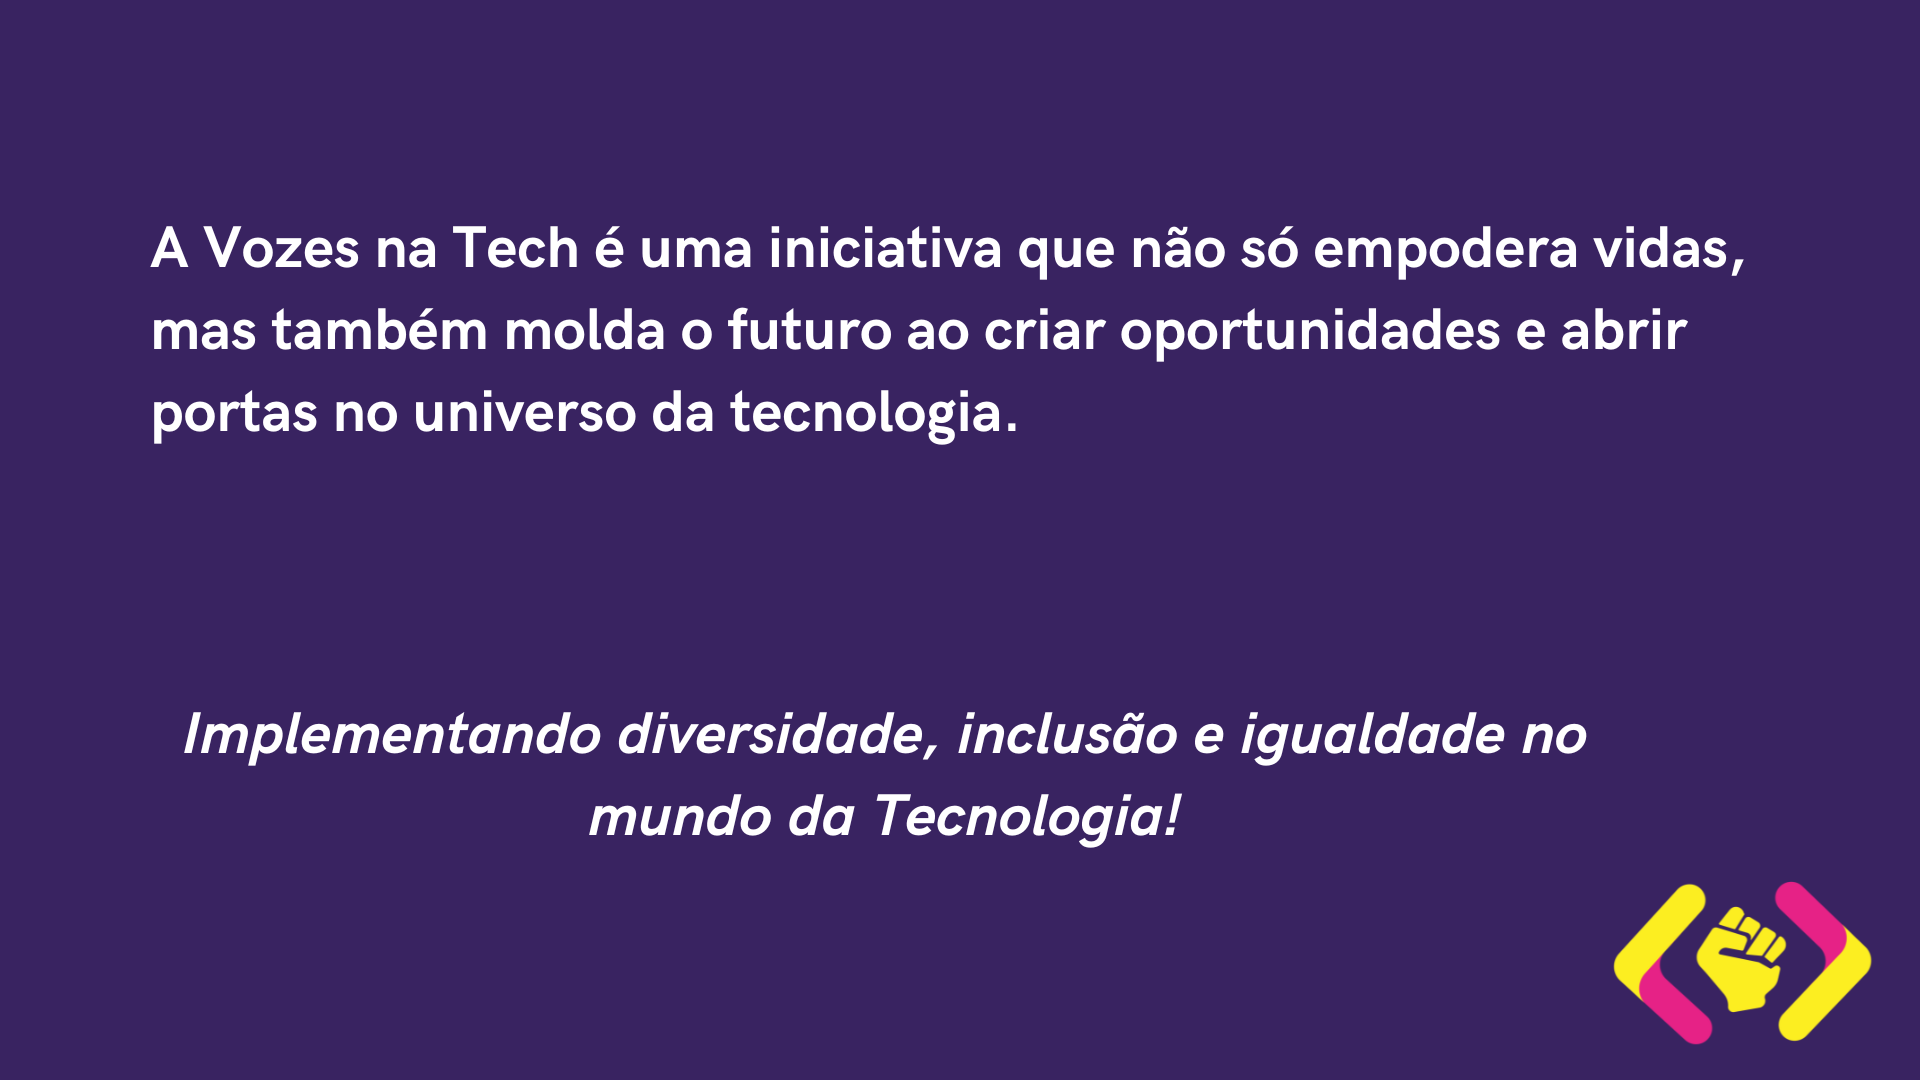 A Vozes na Tech é uma iniciativa que não só empodera vidas,
mas também molda o futuro ao criar oportunidades e abrir
portas no universo da tecnologia.
Implementando diversidade, inclusão e igualdade no
mundo da Tecnologia!